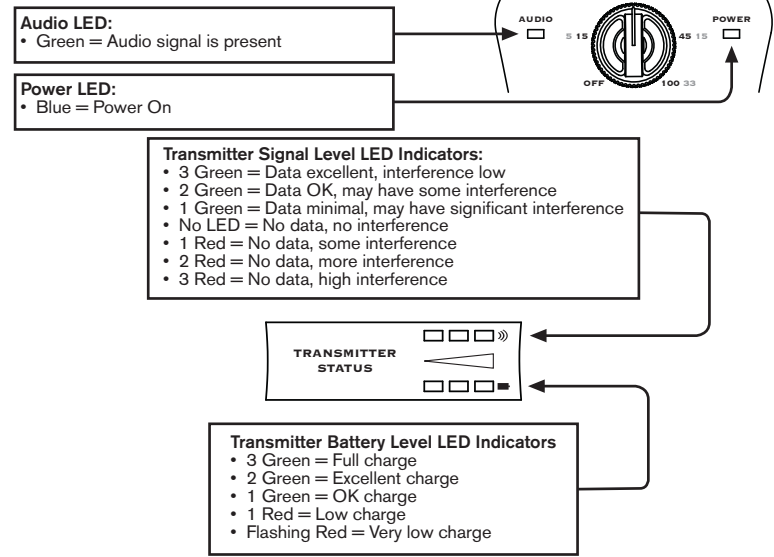 Audio LED:
• Green = Audio signal is present
AUDIO
POWER
5 15
45 15
OFF
100 33
Power LED:
• Blue = Power On
Transmitter Signal Level LED Indicators:
• 3 Green = Data excellent, interference low
• 2 Green = Data OK, may have some interference
• 1 Green = Data minimal, may have significant interference
• No LED = No data, no interference
• 1 Red = No data, some interference
• 2 Red = No data, more interference
• 3 Red = No data, high interference
TRANSMITTER
STATUS
Transmitter Battery Level LED Indicators
• 3 Green = Full charge
• 2 Green = Excellent charge
• 1 Green = OK charge
• 1 Red = Low charge
• Flashing Red = Very low charge